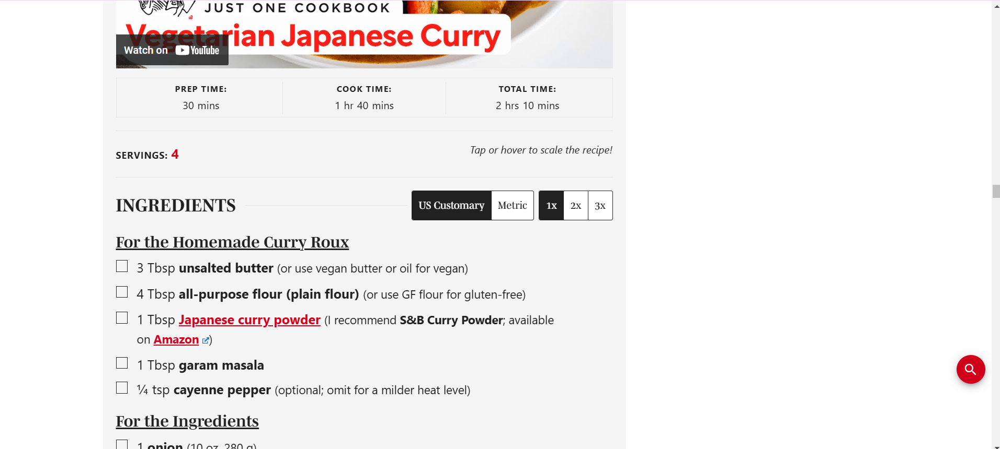 JUST ONE COOKBOOK
Vegetarian Japanese Curry
Watch on YouTube
PREP TIME:
30 mins
COOK TIME:
1 hr 40 mins
TOTAL TIME:
2 hrs 10 mins
SERVINGS: 4
Tap or hover to scale the recipe!
INGREDIENTS
US Customary Metric 1x 2x 3x
For the Homemade Curry Roux
3 Tbsp unsalted butter (or use vegan butter or oil for vegan)
4 Tbsp all-purpose flour (plain flour) (or use GF flour for gluten-free)
1 Tbsp Japanese curry powder (I recommend S&B Curry Powder; available
on Amazon )
1 Tbsp garam masala
¼ tsp cayenne pepper (optional; omit for a milder heat level)
For the Ingredients
1 onion (10 oz, 280 g)